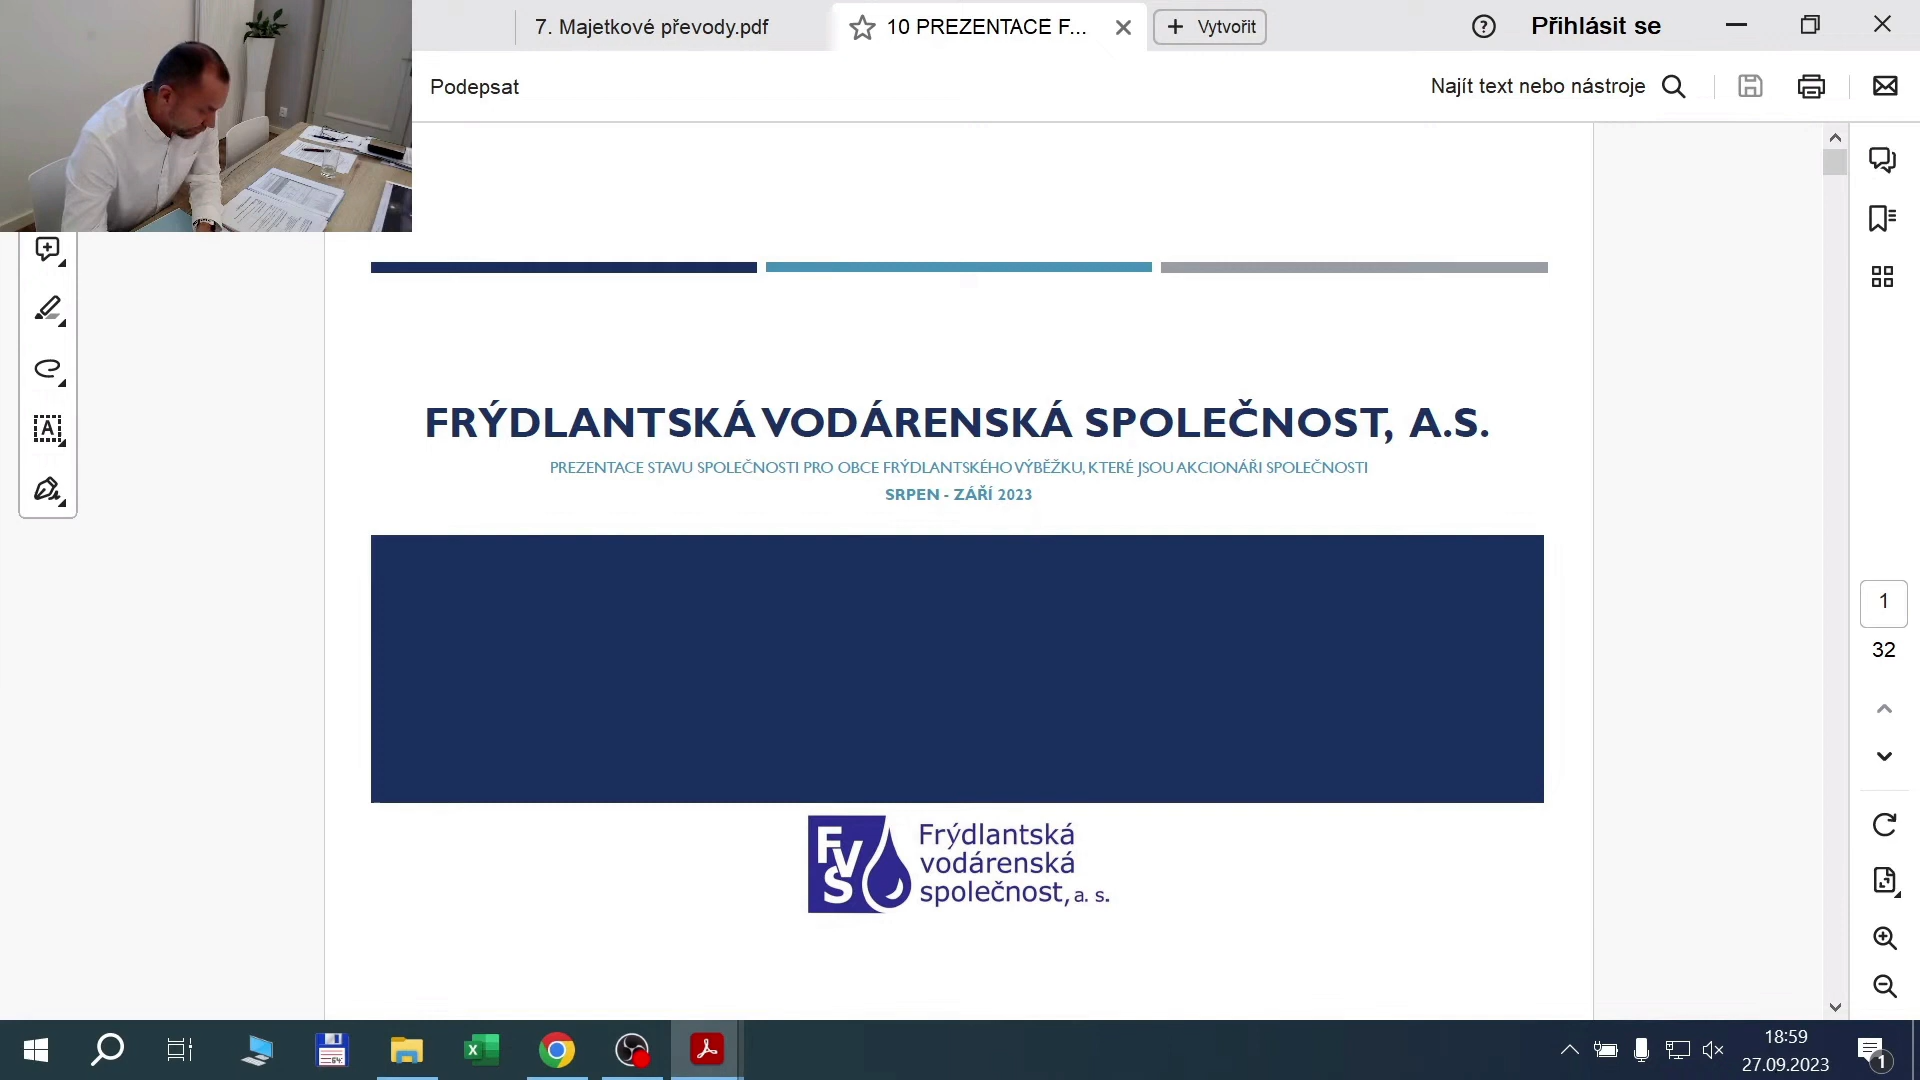 7. Majetkové převody.pdf
10 PREZENTACE F...
Vytvořit
Přihlásit se
Podepsat
Najít text nebo nástroje
FRÝDLANTSKÁ VODÁRENSKÁ SPOLEČNOST, A.S.
PREZENTACE STAVU SPOLEČNOSTI PRO OBCE FRÝDLANTSKÉHO VÝBĚŽKU, KTERÉ JSOU AKCIONÁŘI SPOLEČNOSTI
SRPEN - ZÁŘÍ 2023
1
32
FVS
Frýdlantská
vodárenská
společnost, a. s.
18:59
27.09.2023
1